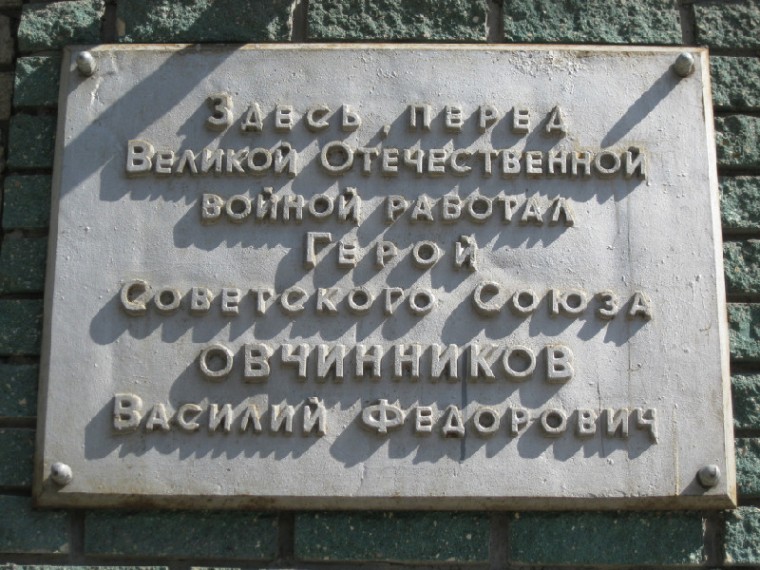 Здесь, перед
Великой Отечественной
войной работал
Герой
Советского Союза
ОВЧИННИКОВ
Василий Федорович